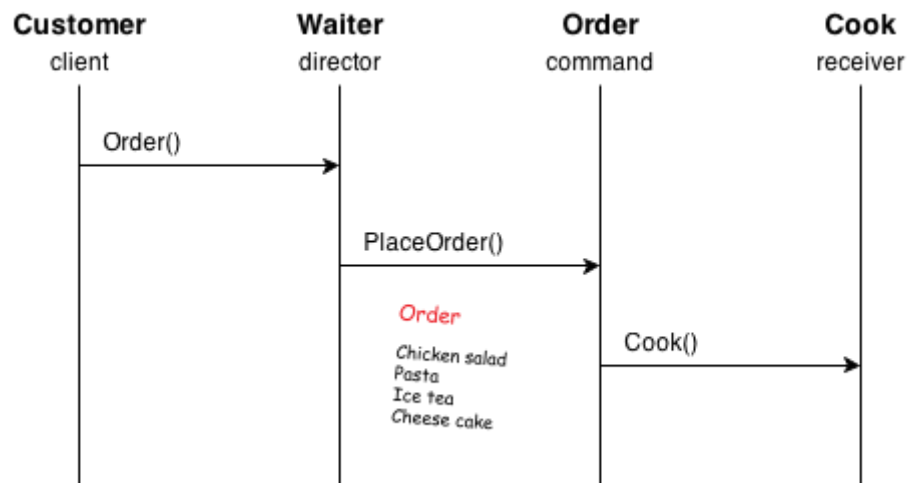 Customer Waiter Order Cook
client director command receiver
Order()
PlaceOrder()
Order
Cook()
Chicken salad
Pasta
Ice tea
Cheese cake